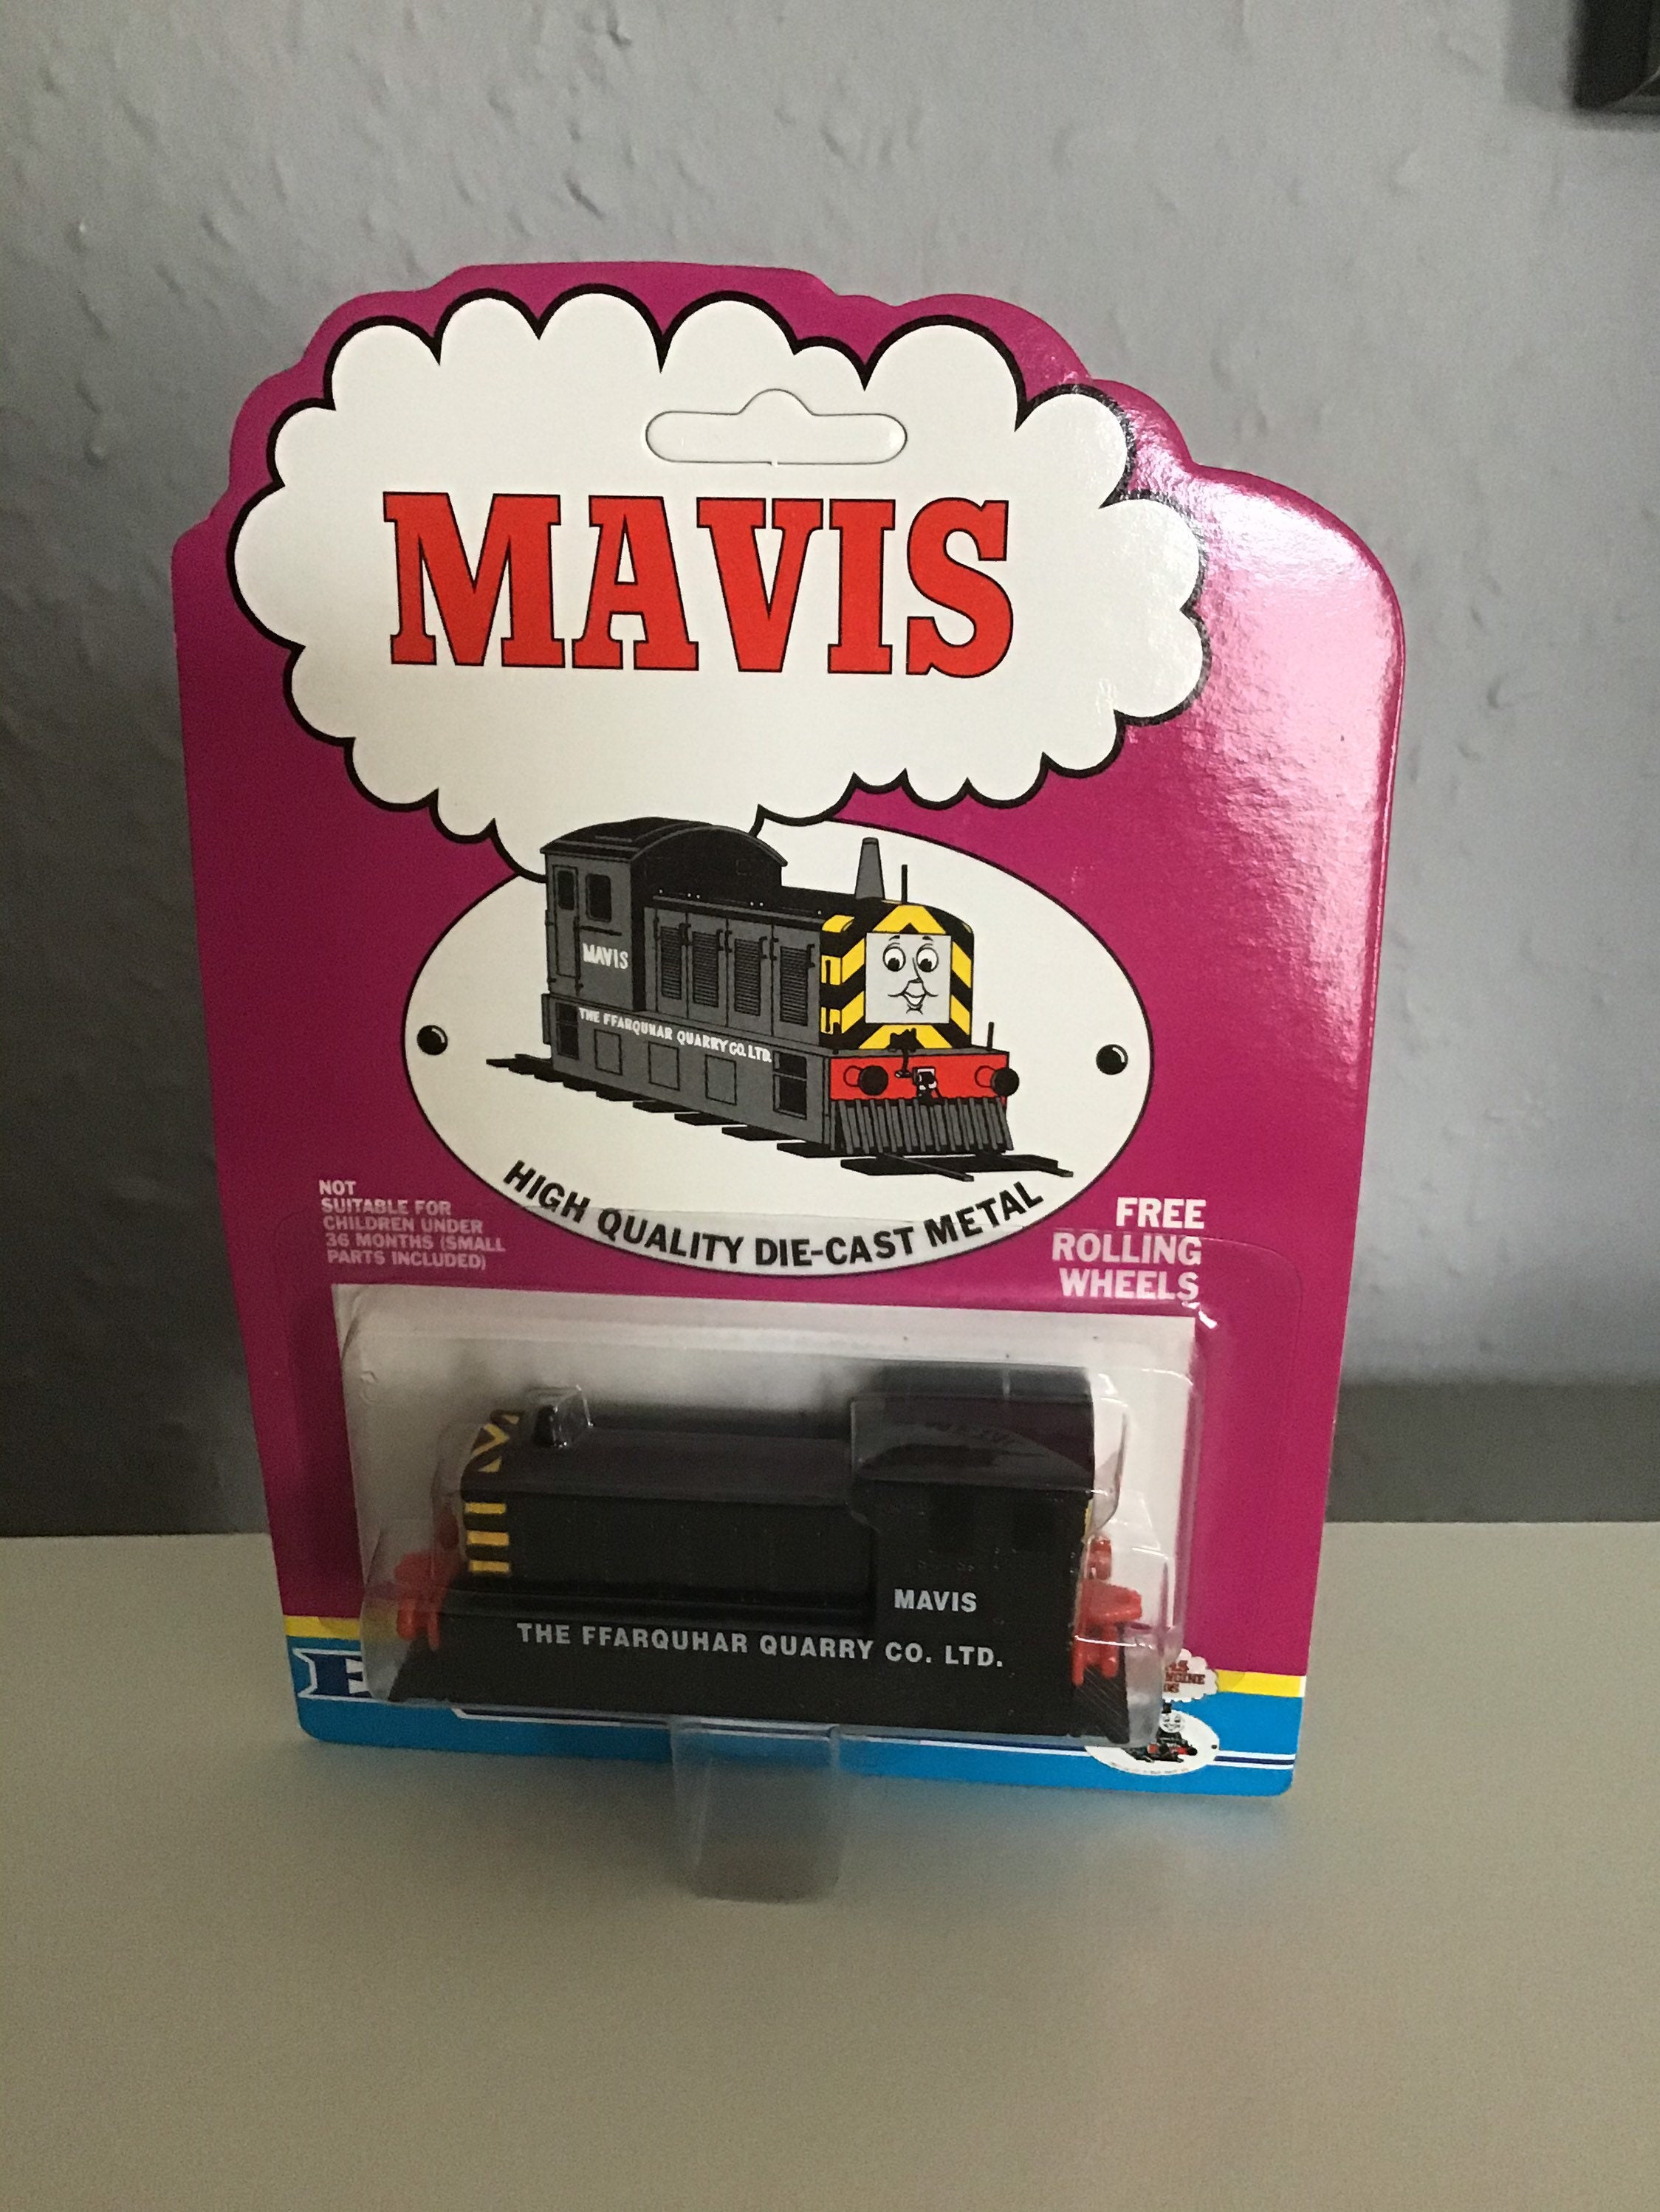 MAVIS
MAVIS
THE FFARQUHAR QUARRY CO. LTD.
HIGH QUALITY DIE-CAST METAL
NOT
SUITABLE FOR
CHILDREN UNDER
36 MONTHS (SMALL
PARTS INCLUDED)
FREE
ROLLING
WHEELS
MAVIS
THE FFARQUHAR QUARRY CO. LTD.